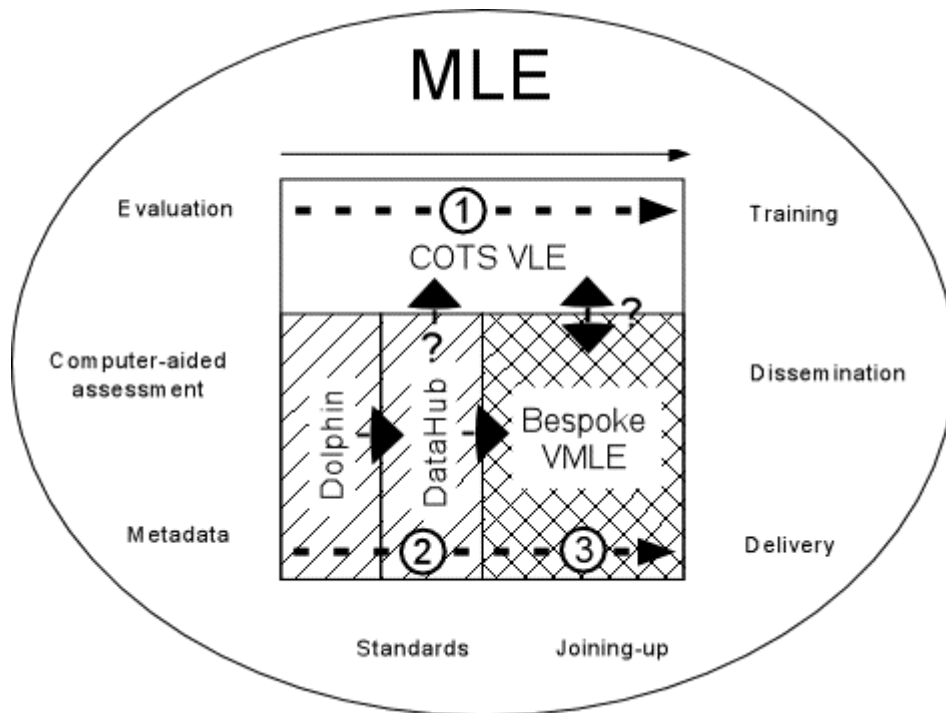 MLE
Evaluation
1
Training
COTS VLE
?
?
Computer-aided
assessment
Dolphin
DataHub
Bespoke
VMLE
Dissemination
Metadata
2
3
Delivery
Standards
Joining-up